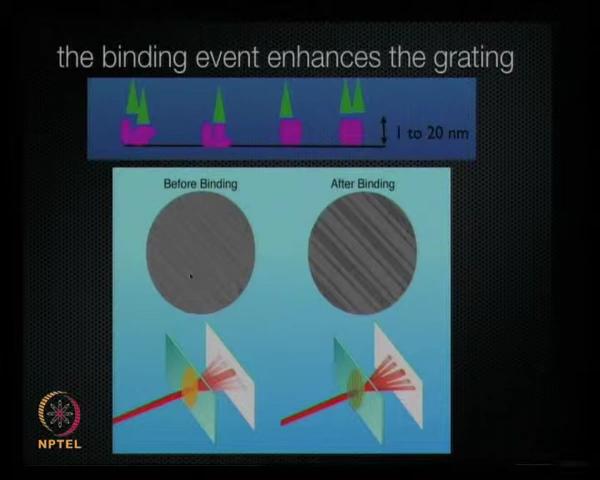 the binding event enhances the grating
1 to 20 nm
Before Binding
After Binding
NPTEL